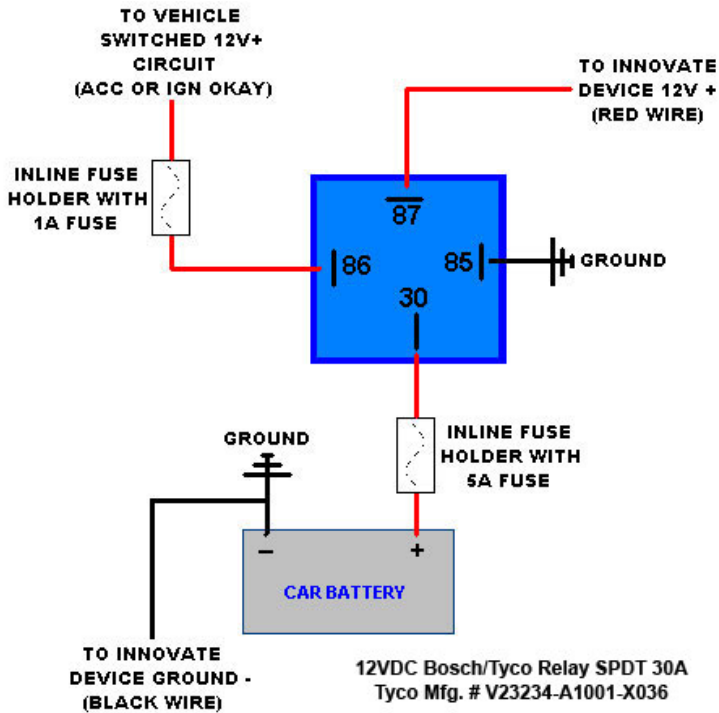 TO VEHICLE
SWITCHED 12V+
CIRCUIT
(ACC OR IGN OKAY)
TO INNOVATE
DEVICE 12V +
(RED WIRE)
INLINE FUSE
HOLDER WITH
1A FUSE
87
86
85
GROUND
30
INLINE FUSE
HOLDER WITH
5A FUSE
GROUND
- +
CAR BATTERY
TO INNOVATE
DEVICE GROUND -
(BLACK WIRE)
12VDC Bosch/Tyco Relay SPDT 30A
Tyco Mfg. # V23234-A1001-X036